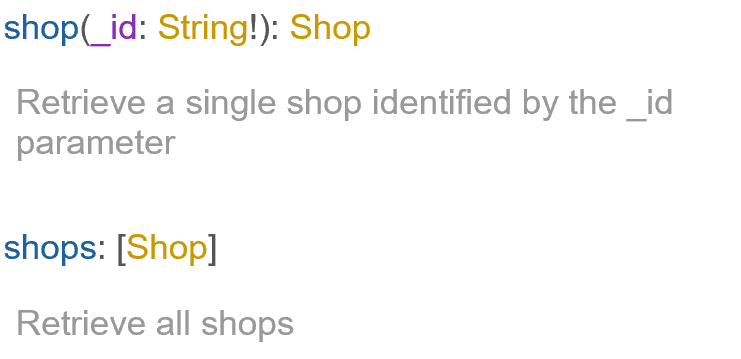 shop(_id: String!): Shop
Retrieve a single shop identified by the _id
parameter
shops: [Shop]
Retrieve all shops